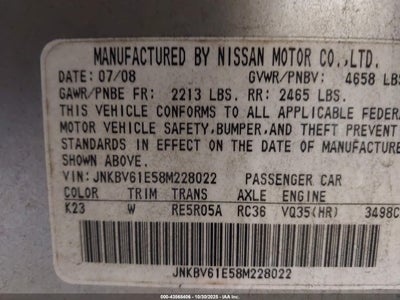 MANUFACTURED BY NISSAN MOTOR CO.,LTD.
DATE: 07/08 GVWR/PNBV: 4658 LBS
GAWR/PNBE FR: 2213 LBS. RR: 2465 LBS.
THIS VEHICLE CONFORMS TO ALL APPLICABLE FEDERA
MOTOR VEHICLE SAFETY,BUMPER,AND THEFT PREVENT
STANDARDS IN EFFECT ON THE DATE OF MANUFACTURE
SHOWN ABOVE.
VIN: JNKBV61E58M228022 PASSENGER CAR
COLOR TRIM TRANS AXLE ENGINE
K23 W RE5R05A RC36 VQ35(HR) 3498C
JNKBV61E58M228022
000-43588406 - 10/30/2025 - © IAA, Inc.